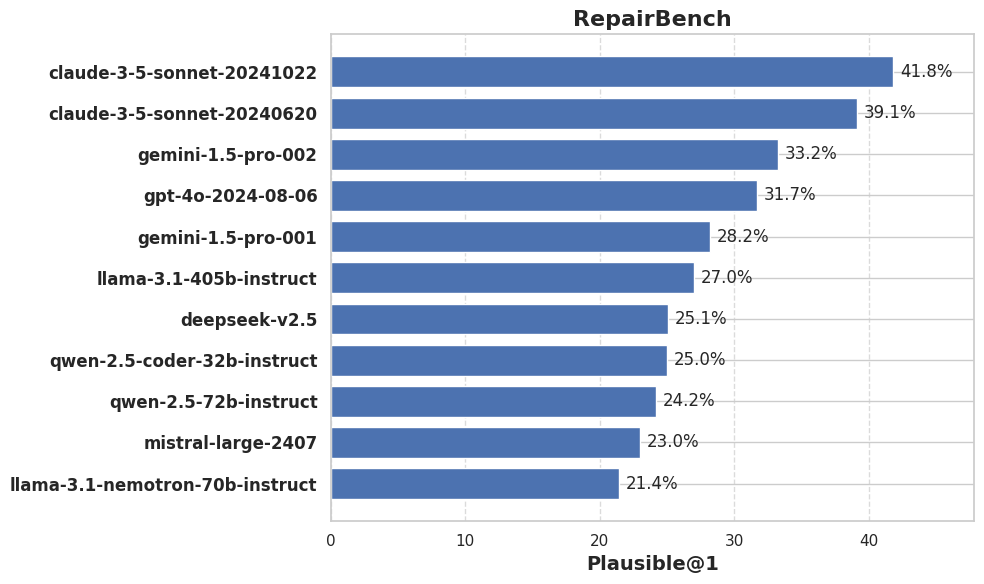 RepairBench
claude-3-5-sonnet-20241022 41.8%
claude-3-5-sonnet-20240620 39.1%
gemini-1.5-pro-002 33.2%
gpt-4o-2024-08-06 31.7%
gemini-1.5-pro-001 28.2%
llama-3.1-405b-instruct 27.0%
deepseek-v2.5 25.1%
qwen-2.5-coder-32b-instruct 25.0%
qwen-2.5-72b-instruct 24.2%
mistral-large-2407 23.0%
llama-3.1-nemotron-70b-instruct 21.4%
0 10 20 30 40
Plausible@1